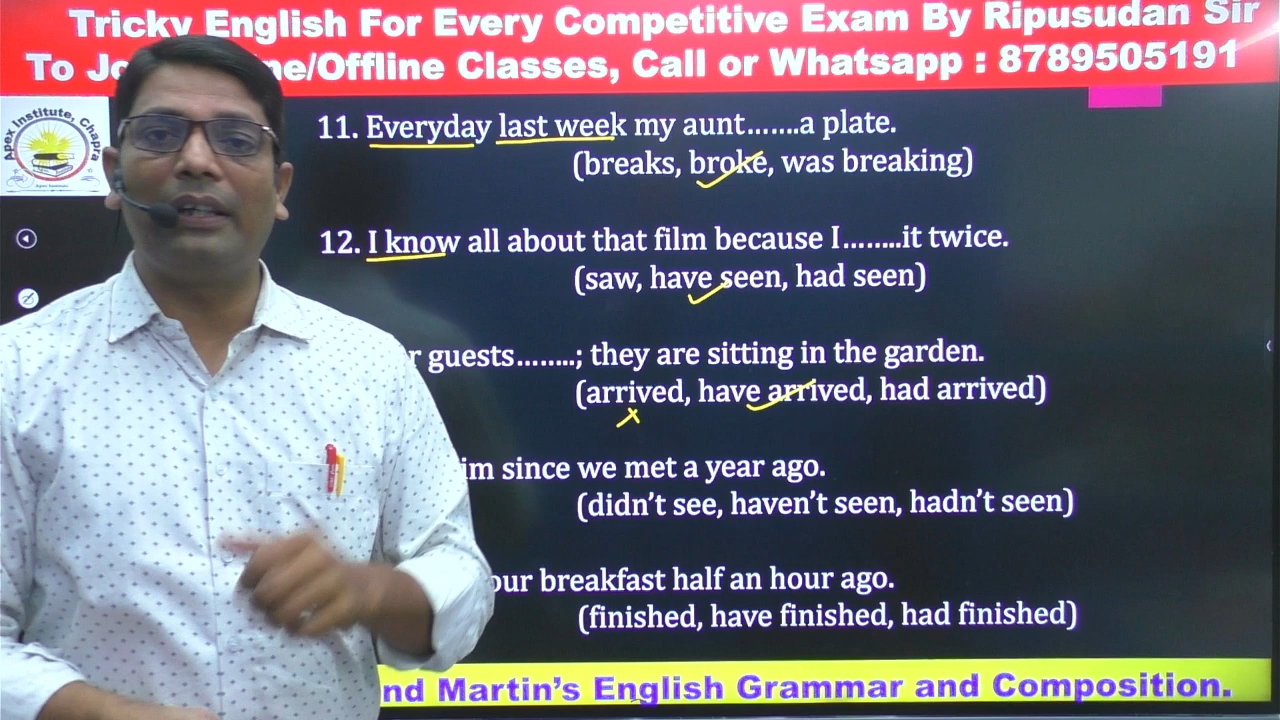 Tricky English For Every Competitive Exam By Ripusudan Sir
To ne/Offline Classes, Call or Whatsapp : 8789505191
Apex Institute, Chapra
Apex Institute
11. Everyday last week my aunt.......a plate.
(breaks, broke, was breaking)
12. I know all about that film because I........it twice.
(saw, have seen, had seen)
r guests........; they are sitting in the garden.
(arrived, have arrived, had arrived)
im since we met a year ago.
(didn't see, haven't seen, hadn't seen)
our breakfast half an hour ago.
(finished, have finished, had finished)
nd Martin's English Grammar and Composition.